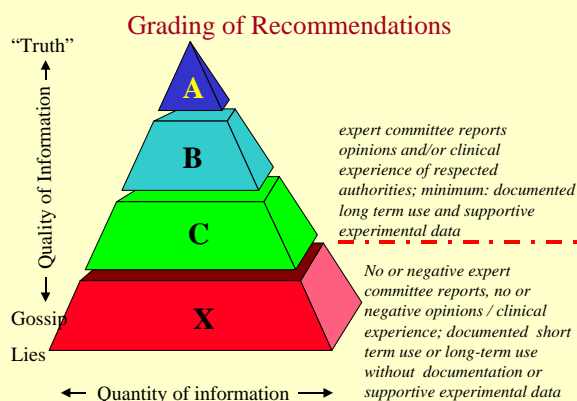 Grading of Recommendations
“Truth”
Quality of Information
A
B
C
X
expert committee reports
opinions and/or clinical
experience of respected
authorities; minimum: documented
long term use and supportive
experimental data
No or negative expert
committee reports, no or
negative opinions / clinical
experience; documented short
term use or long-term use
without documentation or
supportive experimental data
Gossip
Lies
Quantity of information